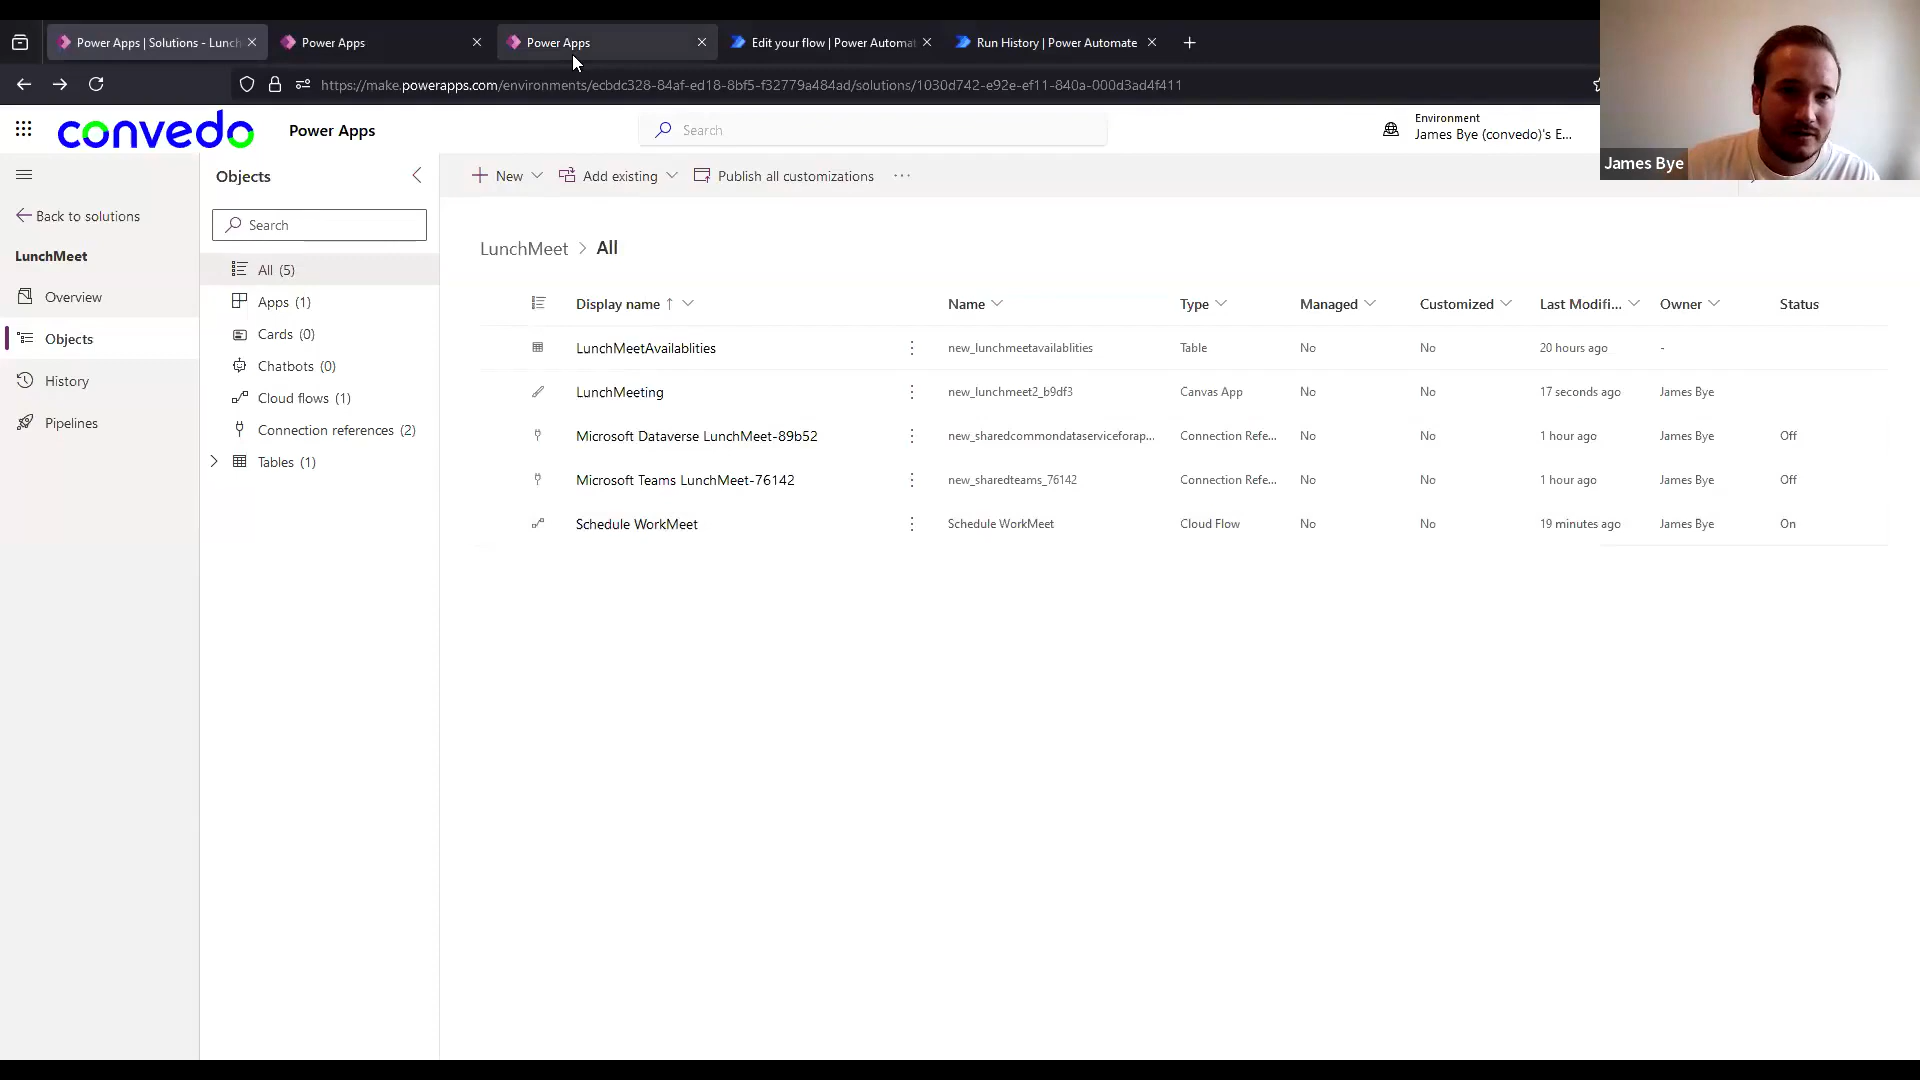 Power Apps | Solutions - Lunch
Power Apps
Power Apps
Edit your flow | Power Automat
Run History | Power Automate
https://make.powerapps.com/environments/ecbdc328-84af-ed18-8bf5-f32779a484ad/solutions/1030d742-e92e-ef11-840a-000d3ad4f411
convedo
Power Apps
Search
Environment
James Bye (convedo)'s E...
James Bye
Objects
New
Add existing
Publish all customizations
Back to solutions
LunchMeet
Overview
Objects
History
Pipelines
Search
All (5)
Apps (1)
Cards (0)
Chatbots (0)
Cloud flows (1)
Connection references (2)
Tables (1)
LunchMeet > All
Display name ↑ Name Type Managed Customized Last Modifi... Owner Status
LunchMeetAvailablities new_lunchmeetavailablities Table No No 20 hours ago -
LunchMeeting new_lunchmeet2_b9df3 Canvas App No No 17 seconds ago James Bye
Microsoft Dataverse LunchMeet-89b52 new_sharedcommondataserviceforap... Connection Refe... No No 1 hour ago James Bye Off
Microsoft Teams LunchMeet-76142 new_sharedteams_76142 Connection Refe... No No 1 hour ago James Bye Off
Schedule WorkMeet Schedule WorkMeet Cloud Flow No No 19 minutes ago James Bye On